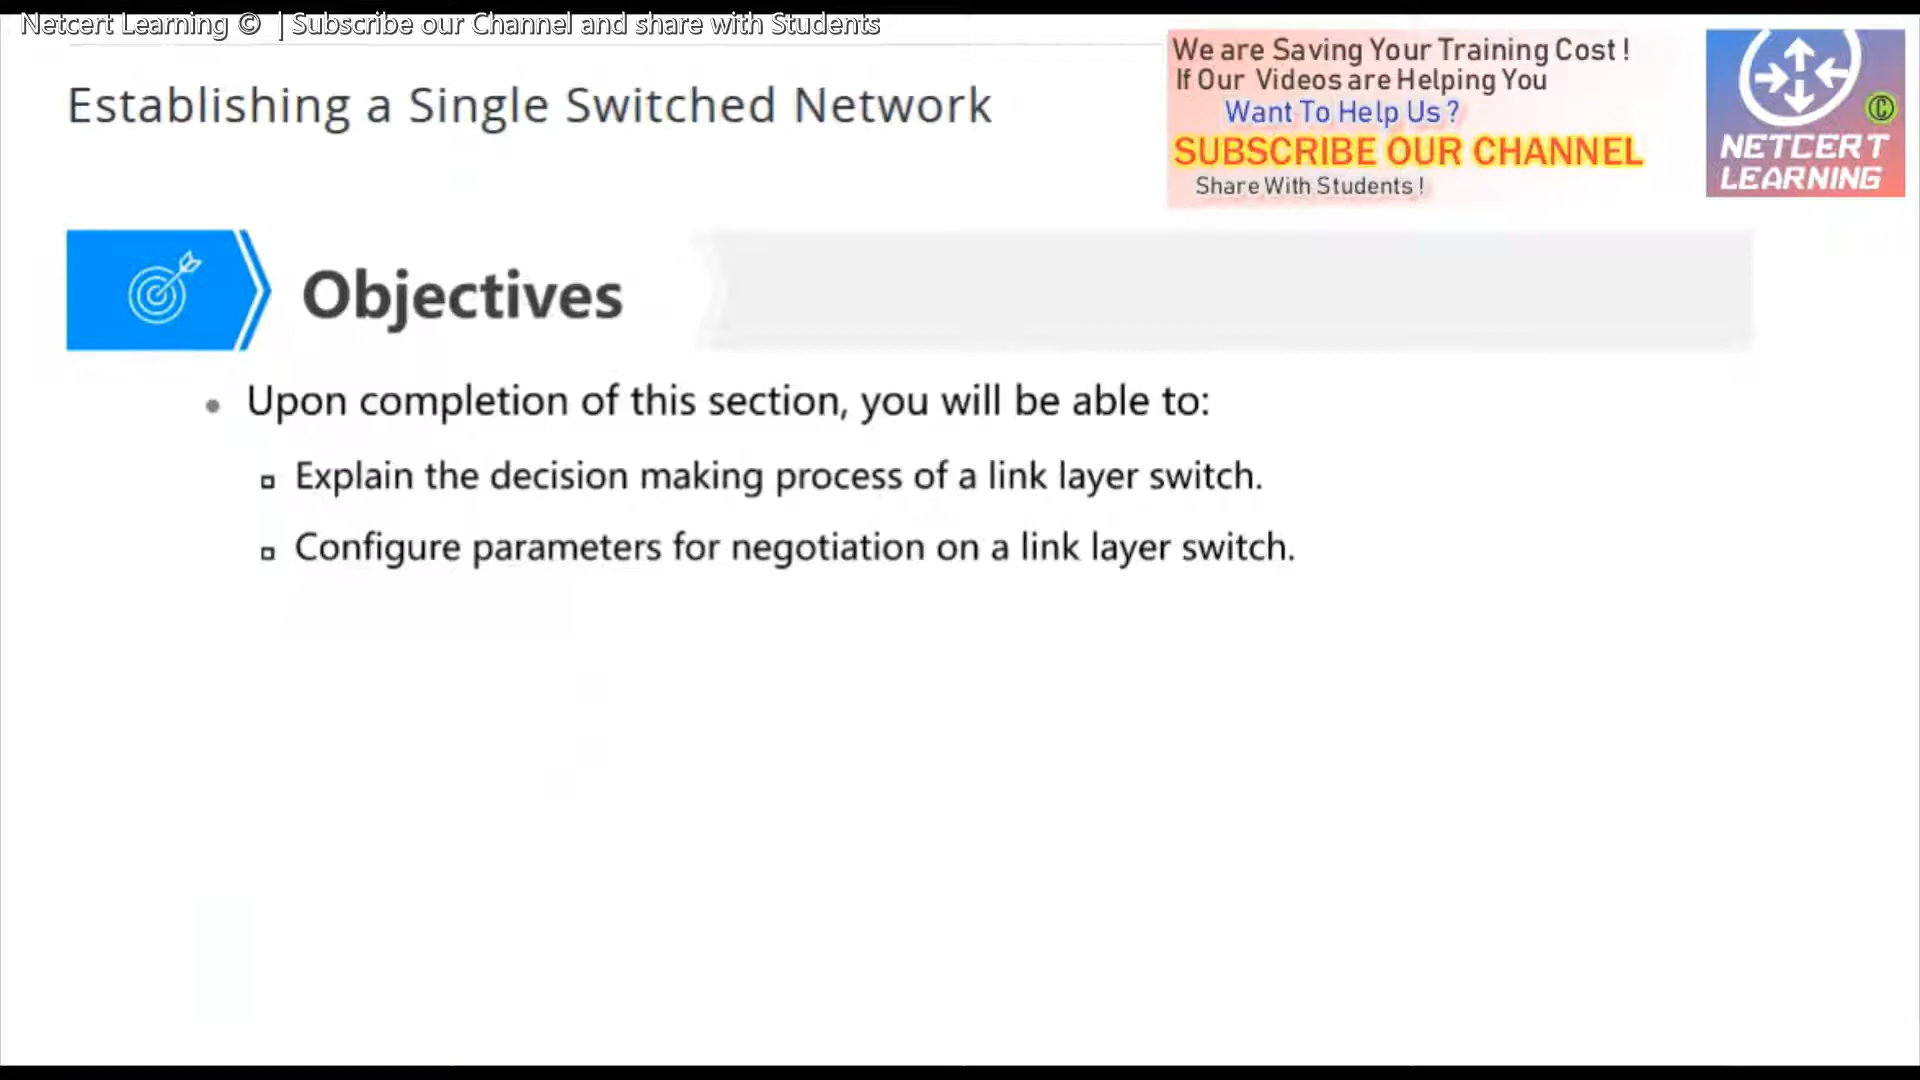 Netcert Learning © | Subscribe our Channel and share with Students
Establishing a Single Switched Network
We are Saving Your Training Cost !
If Our Videos are Helping You
Want To Help Us ?
SUBSCRIBE OUR CHANNEL
Share With Students !
©
NETCERT
LEARNING
Objectives
• Upon completion of this section, you will be able to:
▫ Explain the decision making process of a link layer switch.
▫ Configure parameters for negotiation on a link layer switch.